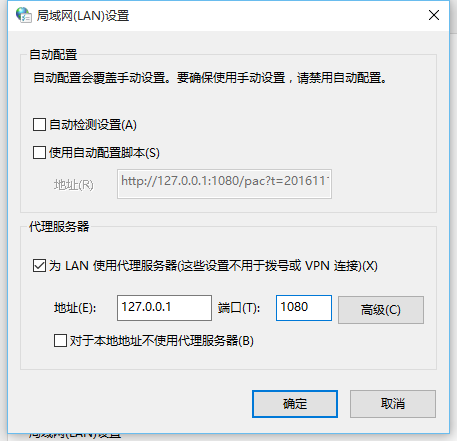 局域网(LAN)设置
自动配置
自动配置会覆盖手动设置。要确保使用手动设置，请禁用自动配置。
自动检测设置(A)
使用自动配置脚本(S)
地址(R)
http://127.0.0.1:1080/pac?t=201611
代理服务器
为 LAN 使用代理服务器(这些设置不用于拨号或 VPN 连接)(X)
地址(E): 127.0.0.1 端口(T): 1080 高级(C)
对于本地地址不使用代理服务器(B)
确定 取消
局域网(LAN)设置